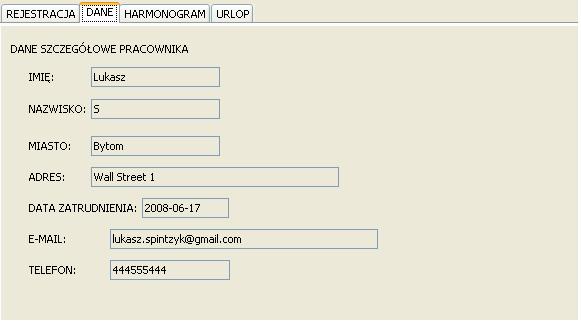 REJESTRACJA DANE HARMONOGRAM URLOP
DANE SZCZEGÓŁOWE PRACOWNIKA
IMIĘ: Lukasz
NAZWISKO: S
MIASTO: Bytom
ADRES: Wall Street 1
DATA ZATRUDNIENIA: 2008-06-17
E-MAIL: lukasz.spintzyk@gmail.com
TELEFON: 444555444